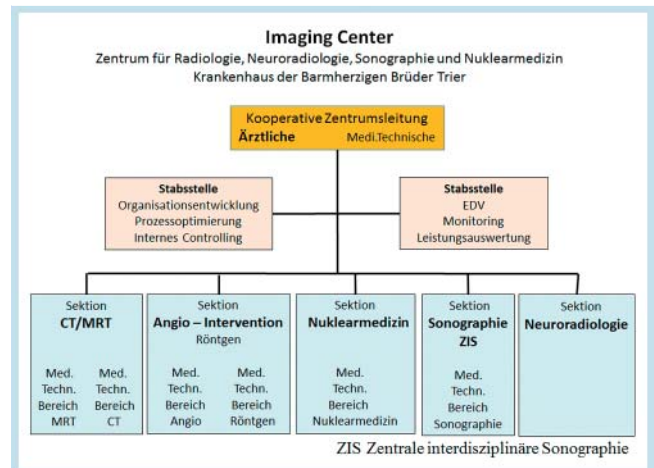 Imaging Center
Zentrum für Radiologie, Neuroradiologie, Sonographie und Nuklearmedizin
Krankenhaus der Barmherzigen Brüder Trier
Kooperative Zentrumsleitung
Ärztliche Medi.Technische
Stabsstelle
Organisationsentwicklung
Prozessoptimierung
Internes Controlling
Stabsstelle
EDV
Monitoring
Leistungsauswertung
Sektion
CT/MRT
Med.
Techn.
Bereich
MRT
Med.
Techn.
Bereich
CT
Sektion
Angio – Intervention
Röntgen
Med.
Techn.
Bereich
Angio
Med.
Techn.
Bereich
Röntgen
Sektion
Nuklearmedizin
Med.
Techn.
Bereich
Nuklearmedizin
Sektion
Sonographie
ZIS
Med.
Techn.
Bereich
Sonographie
Sektion
Neuroradiologie
ZIS Zentrale interdisziplinäre Sonographie